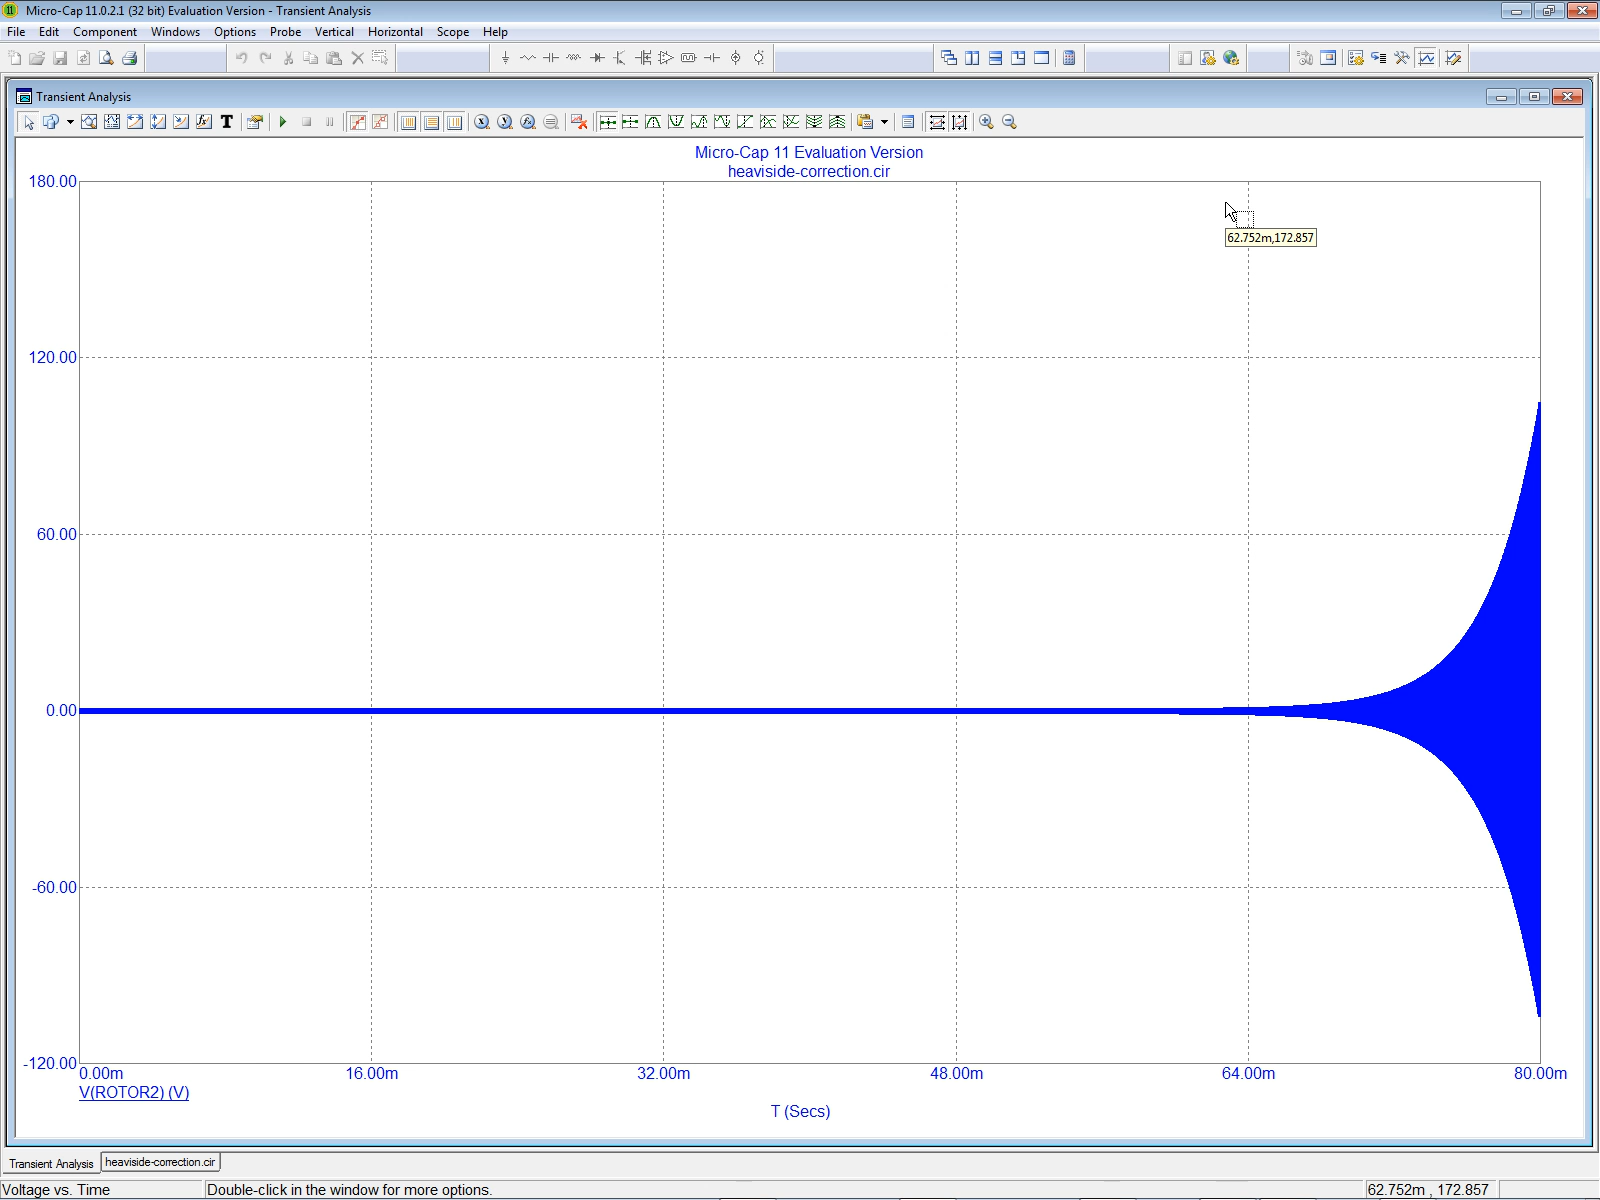 Micro-Cap 11.0.2.1 (32 bit) Evaluation Version - Transient Analysis
File Edit Component Windows Options Probe Vertical Horizontal Scope Help
Transient Analysis
Micro-Cap 11 Evaluation Version
heaviside-correction.cir
180.00
62.752m,172.857
120.00
60.00
0.00
-60.00
-120.00
0.00m 16.00m 32.00m 48.00m 64.00m 80.00m
V(ROTOR2) (V)
T (Secs)
Transient Analysis heaviside-correction.cir
Voltage vs. Time Double-click in the window for more options. 62.752m , 172.857